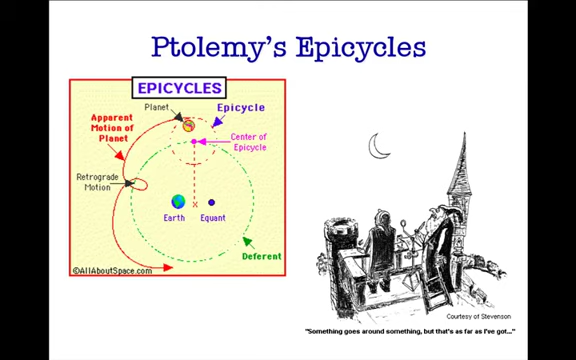 Ptolemy's Epicycles
EPICYCLES
Planet
Epicycle
Apparent
Motion of
Planet
Center of
Epicycle
Retrograde
Motion
Earth
Equant
Deferent
©AllAboutSpace.com
Courtesy of Stevenson
"Something goes around something, but that's as far as I've got..."